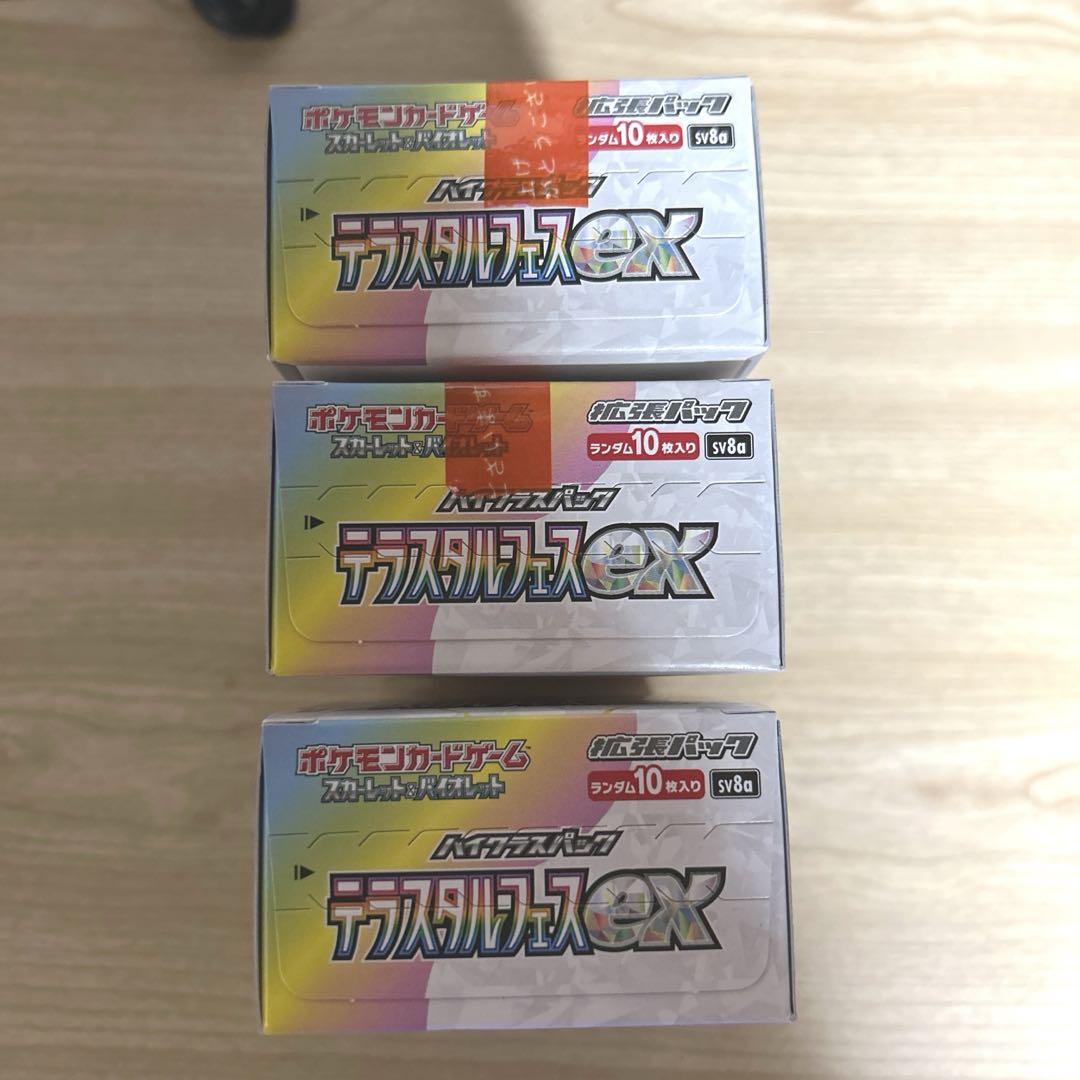 ポケモンカードゲーム
スカーレット&バイオレット
拡張パック
ランダム10枚入り
SV8a
ハイクラスパック
テラスタルフェスex
ポケモンカードゲーム
スカーレット&バイオレット
拡張パック
ランダム10枚入り
SV8a
ハイクラスパック
テラスタルフェスex
ポケモンカードゲーム
スカーレット&バイオレット
拡張パック
ランダム10枚入り
SV8a
ハイクラスパック
テラスタルフェスex